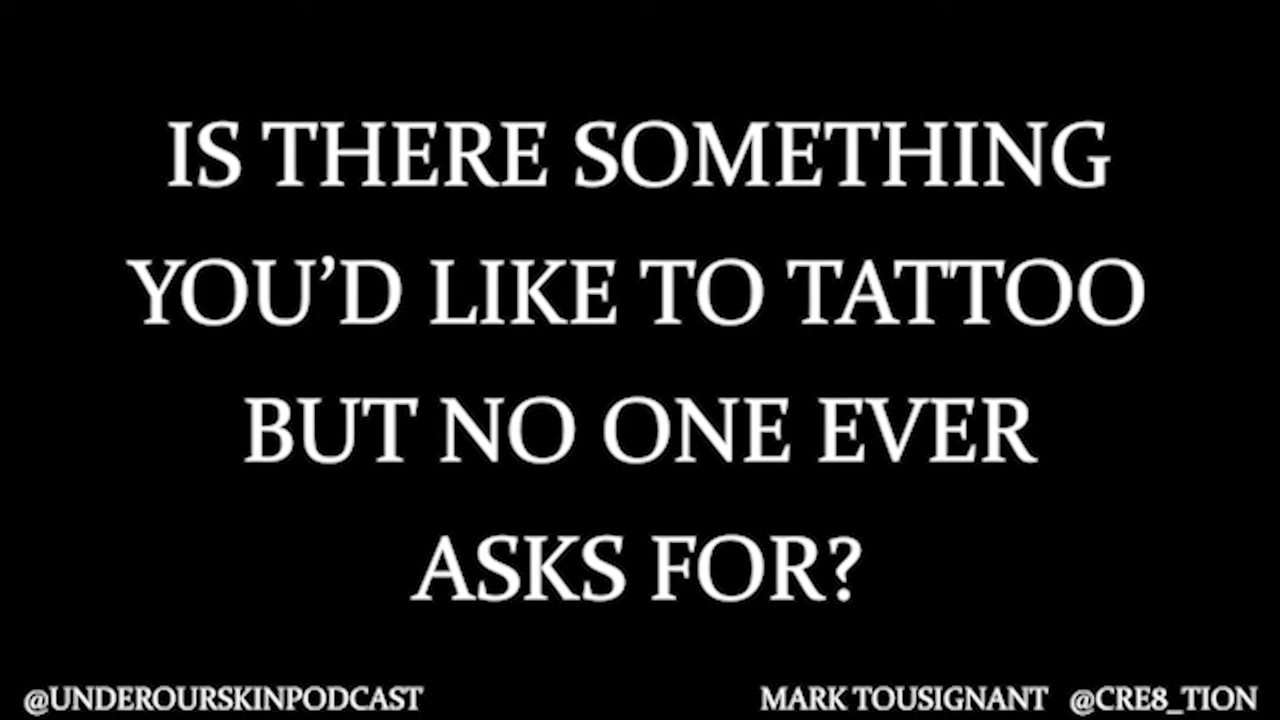 IS THERE SOMETHING
YOU’D LIKE TO TATTOO
BUT NO ONE EVER
ASKS FOR?
@UNDEROURSKINPODCAST MARK TOUSIGNANT @CRE8_TION